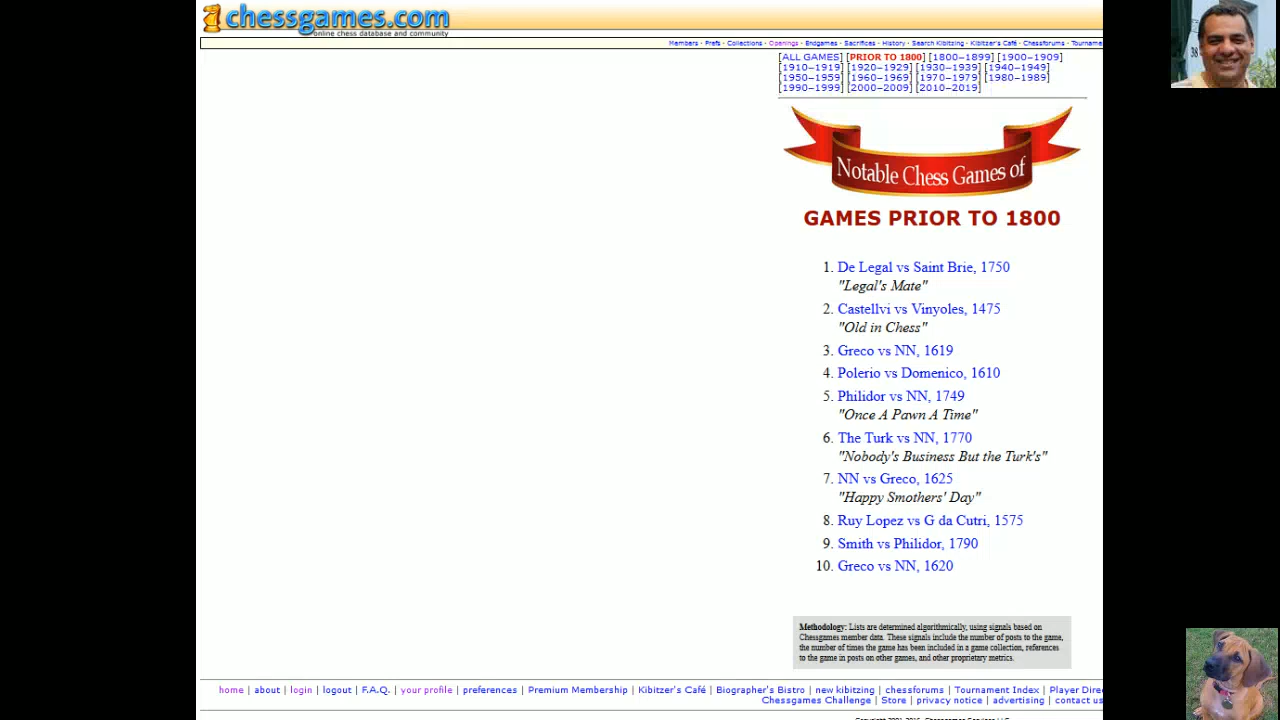 chessgames.com
online chess database and community
Members · Prefs · Collections · Openings · Endgames · Sacrifices · History · Search Kibitzing · Kibitzer's Café · Chessforums · Tourname
[ALL GAMES] [PRIOR TO 1800] [1800–1899] [1900–1909]
[1910–1919] [1920–1929] [1930–1939] [1940–1949]
[1950–1959] [1960–1969] [1970–1979] [1980–1989]
[1990–1999] [2000–2009] [2010–2019]
Notable Chess Games of
GAMES PRIOR TO 1800
1. De Legal vs Saint Brie, 1750
"Legal's Mate"
2. Castellvi vs Vinyoles, 1475
"Old in Chess"
3. Greco vs NN, 1619
4. Polerio vs Domenico, 1610
5. Philidor vs NN, 1749
"Once A Pawn A Time"
6. The Turk vs NN, 1770
"Nobody's Business But the Turk's"
7. NN vs Greco, 1625
"Happy Smothers' Day"
8. Ruy Lopez vs G da Cutri, 1575
9. Smith vs Philidor, 1790
10. Greco vs NN, 1620
Methodology: Lists are determined algorithmically, using signals based on
Chessgames member data. These signals include the number of posts to the game,
the number of times the game has been included in a game collection, references
to the game in posts on other games, and other proprietary metrics.
home | about | login | logout | F.A.Q. | your profile | preferences | Premium Membership | Kibitzer's Café | Biographer's Bistro | new kibitzing | chessforums | Tournament Index | Player Dire
Chessgames Challenge | Store | privacy notice | advertising | contact us